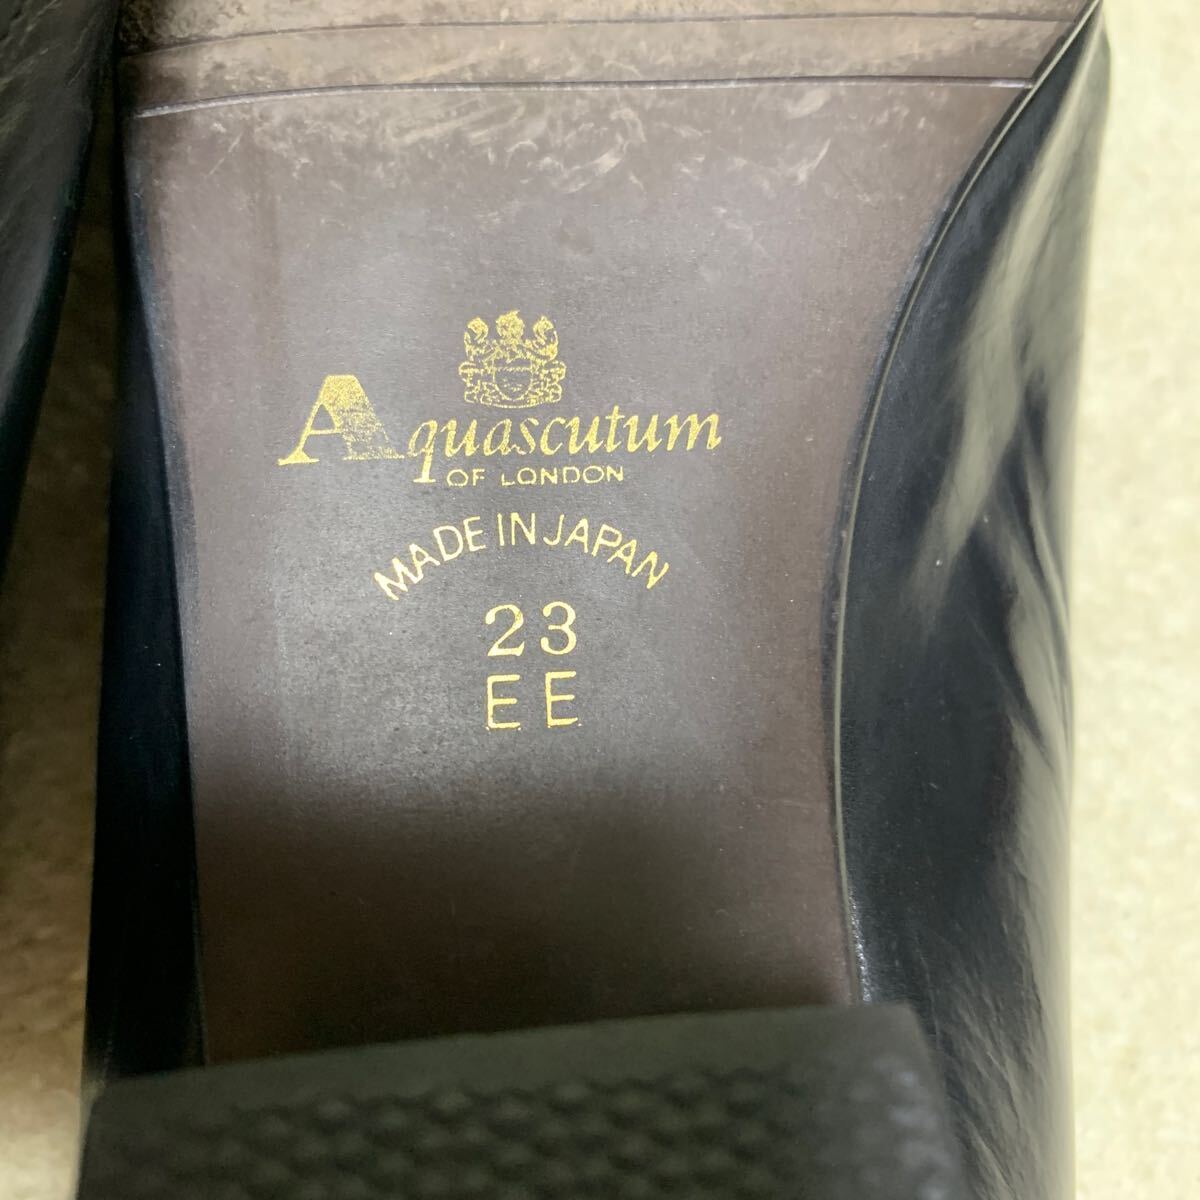 Aquascutum
OF LONDON
MADE IN JAPAN
23
EE